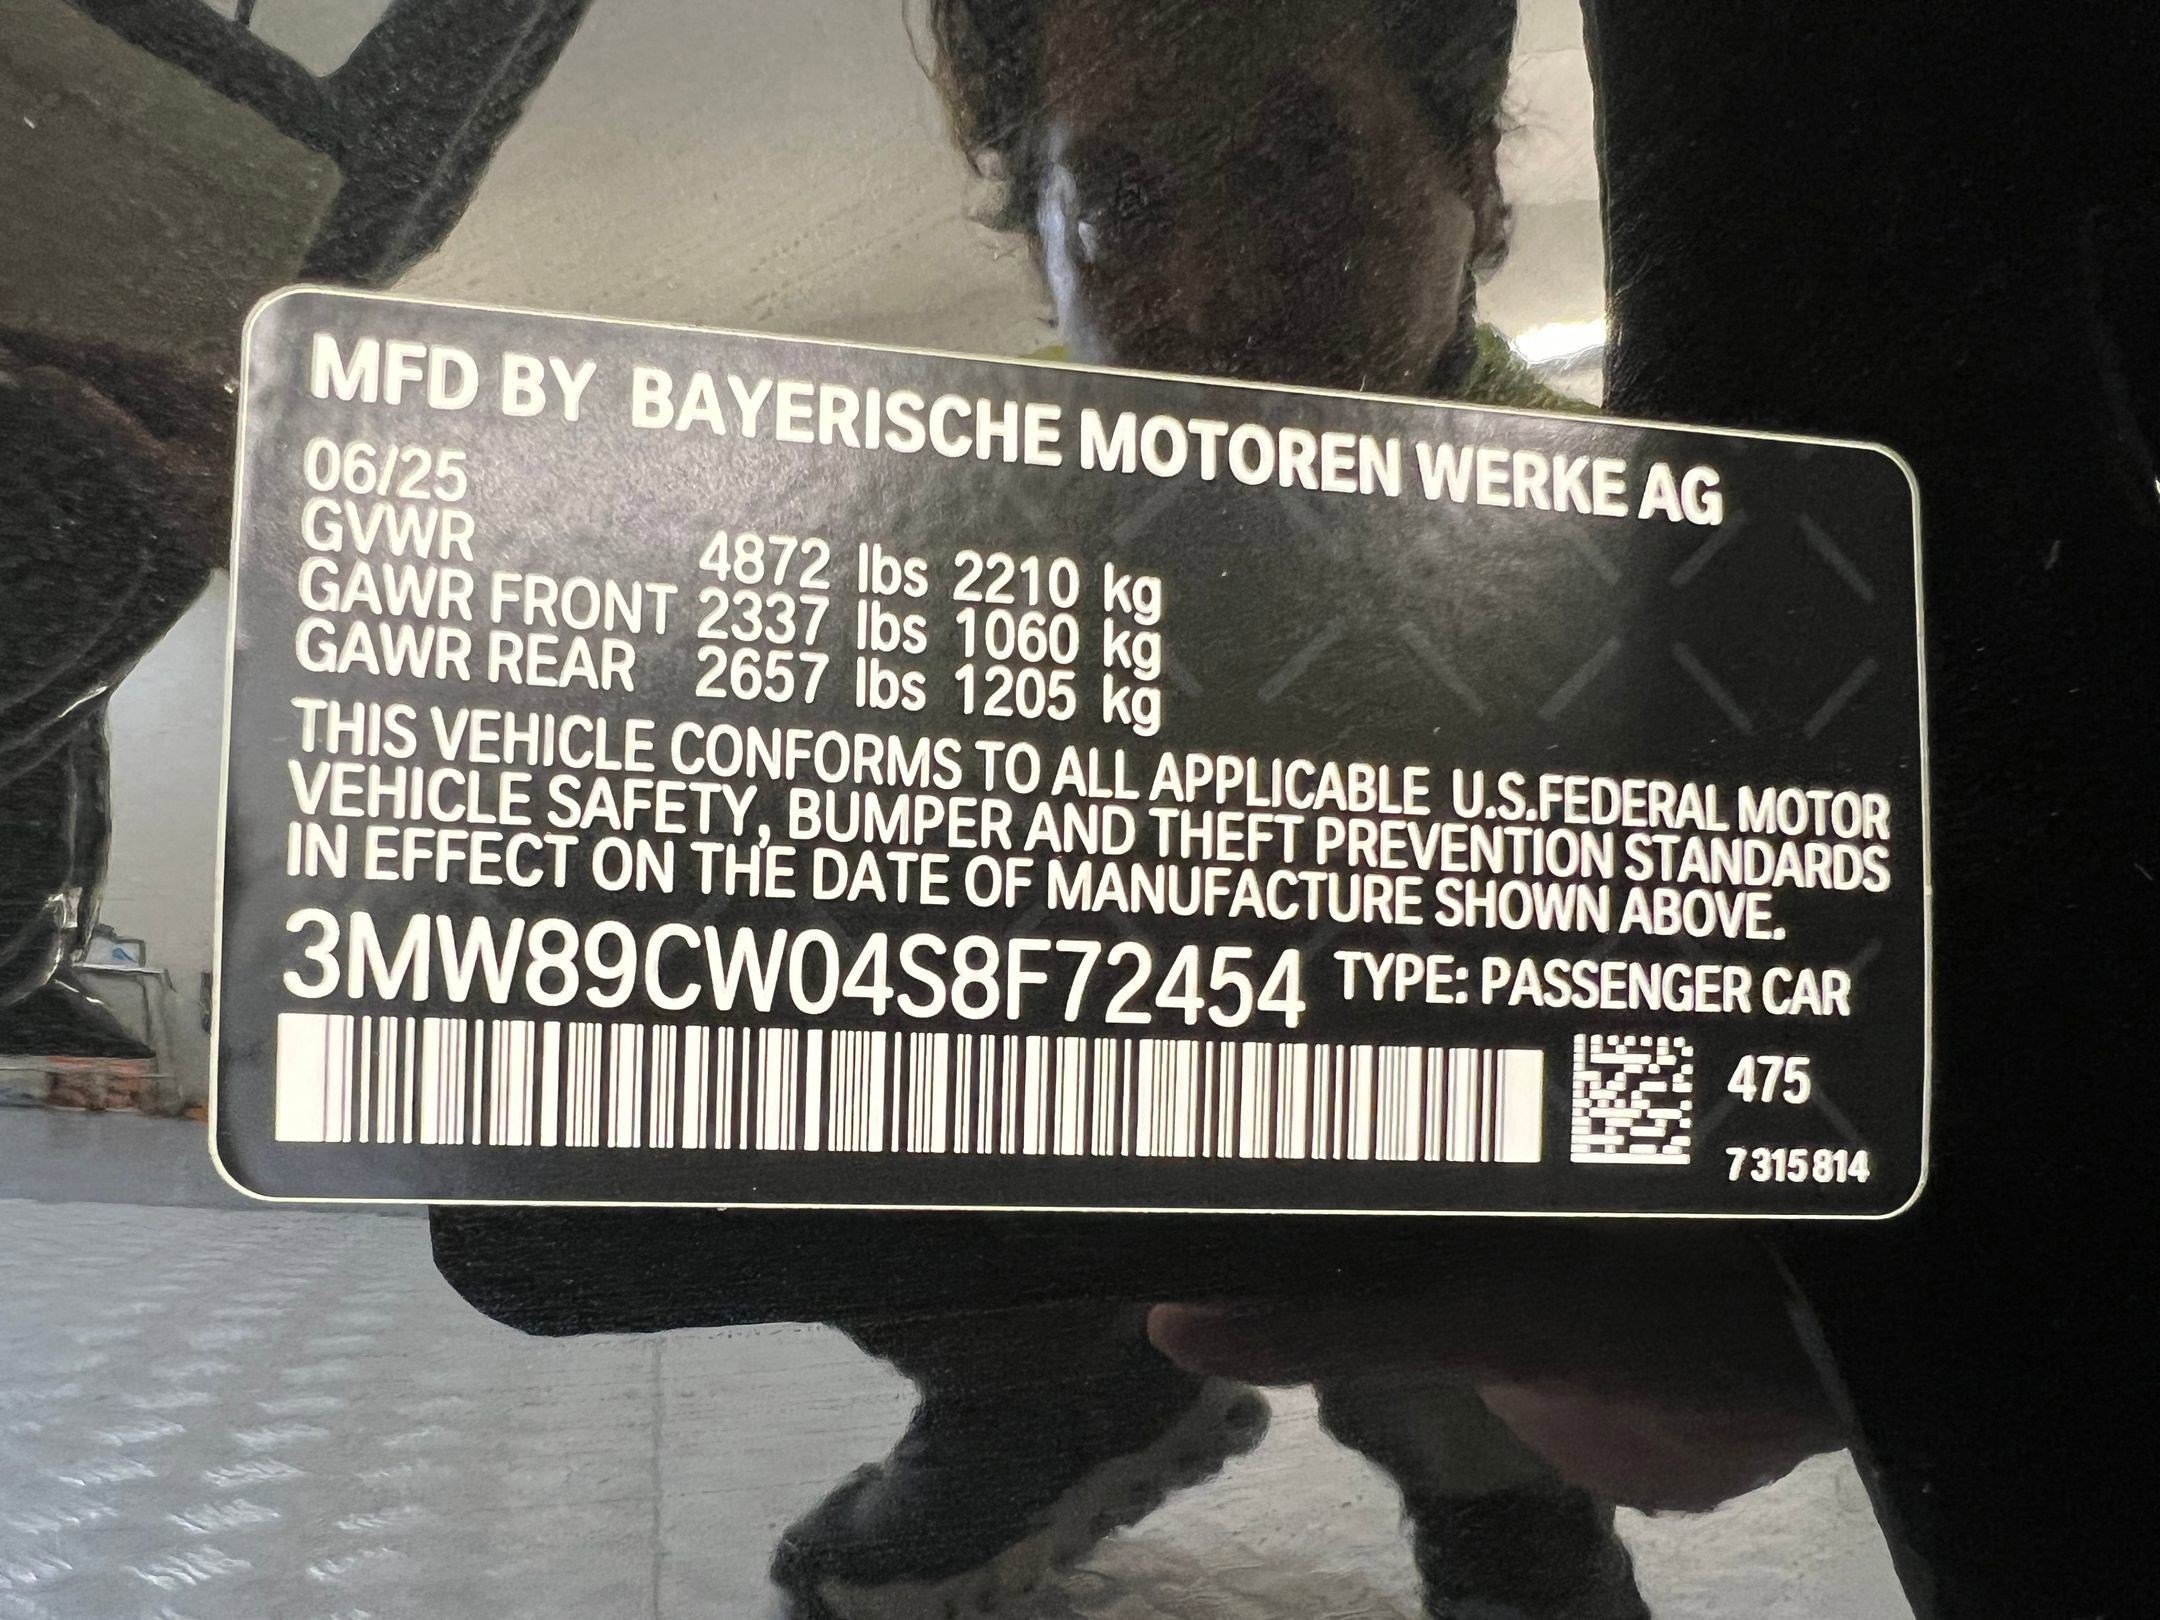 MFD BY BAYERISCHE MOTOREN WERKE AG
06/25
GVWR 4872 lbs 2210 kg
GAWR FRONT 2337 lbs 1060 kg
GAWR REAR 2657 lbs 1205 kg
THIS VEHICLE CONFORMS TO ALL APPLICABLE U.S.FEDERAL MOTOR
VEHICLE SAFETY, BUMPER AND THEFT PREVENTION STANDARDS
IN EFFECT ON THE DATE OF MANUFACTURE SHOWN ABOVE.
3MW89CW04S8F72454 TYPE: PASSENGER CAR
475
7 315 814